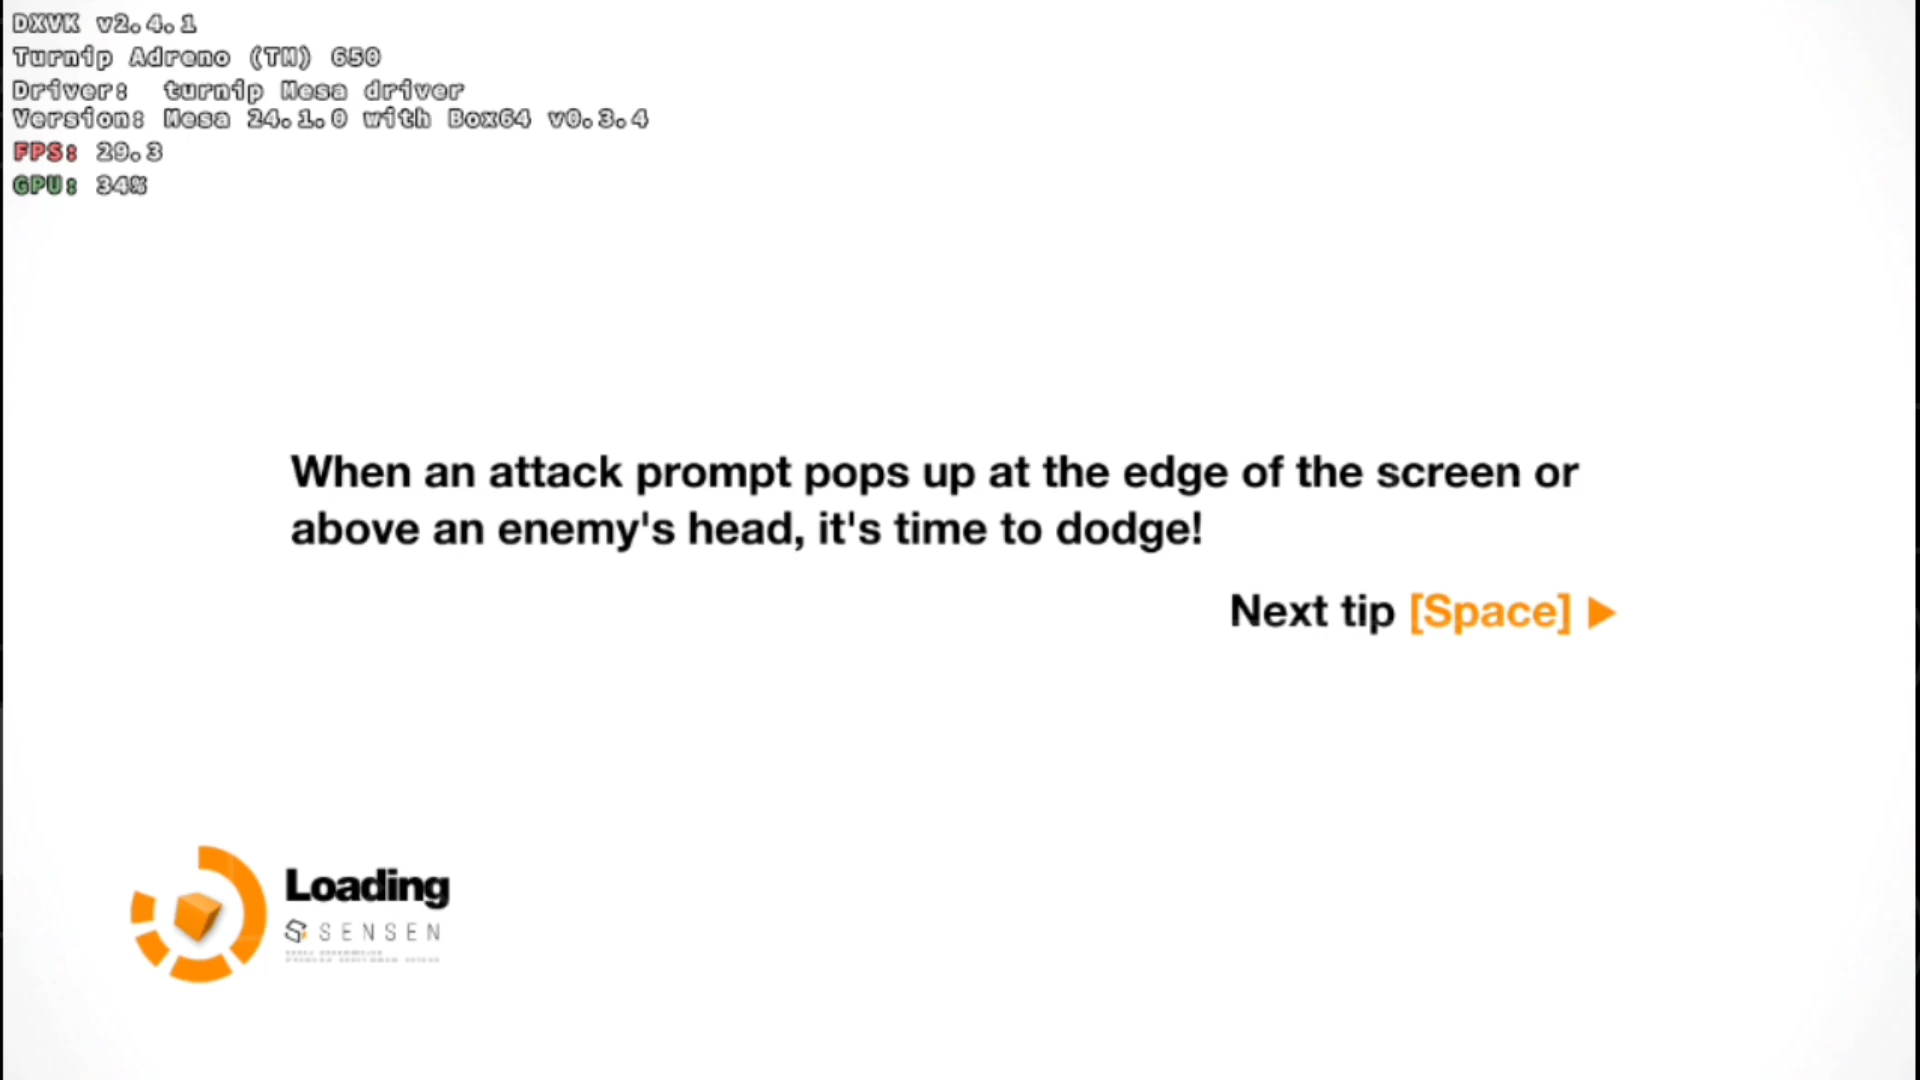 DXVK v2.4.1
Turnip Adreno (TM) 650
Driver:  turnip Mesa driver
Version: Mesa 24.1.0 with Box64 v0.3.4
FPS: 29.3
GPU: 34%
When an attack prompt pops up at the edge of the screen or
above an enemy's head, it's time to dodge!
Next tip [Space] ▶
Loading
SENSEN